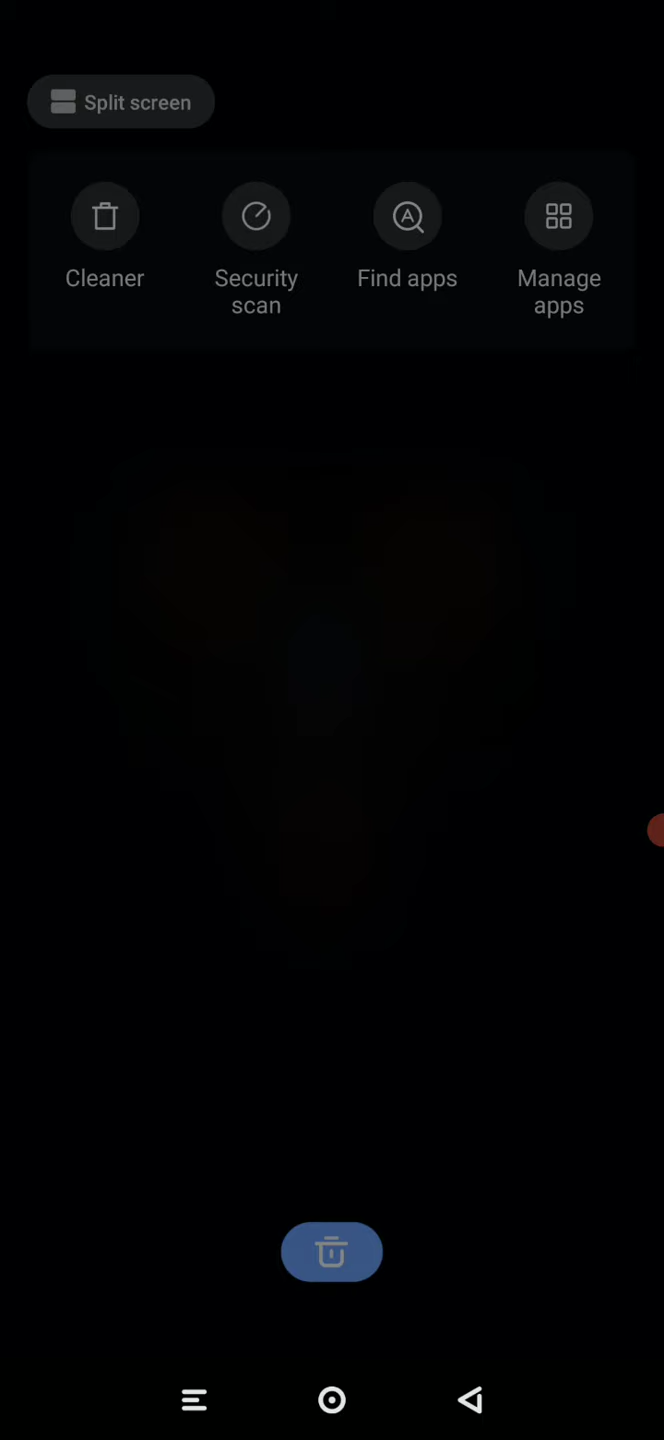 Split screen
Cleaner
Security
scan
Find apps
Manage
apps